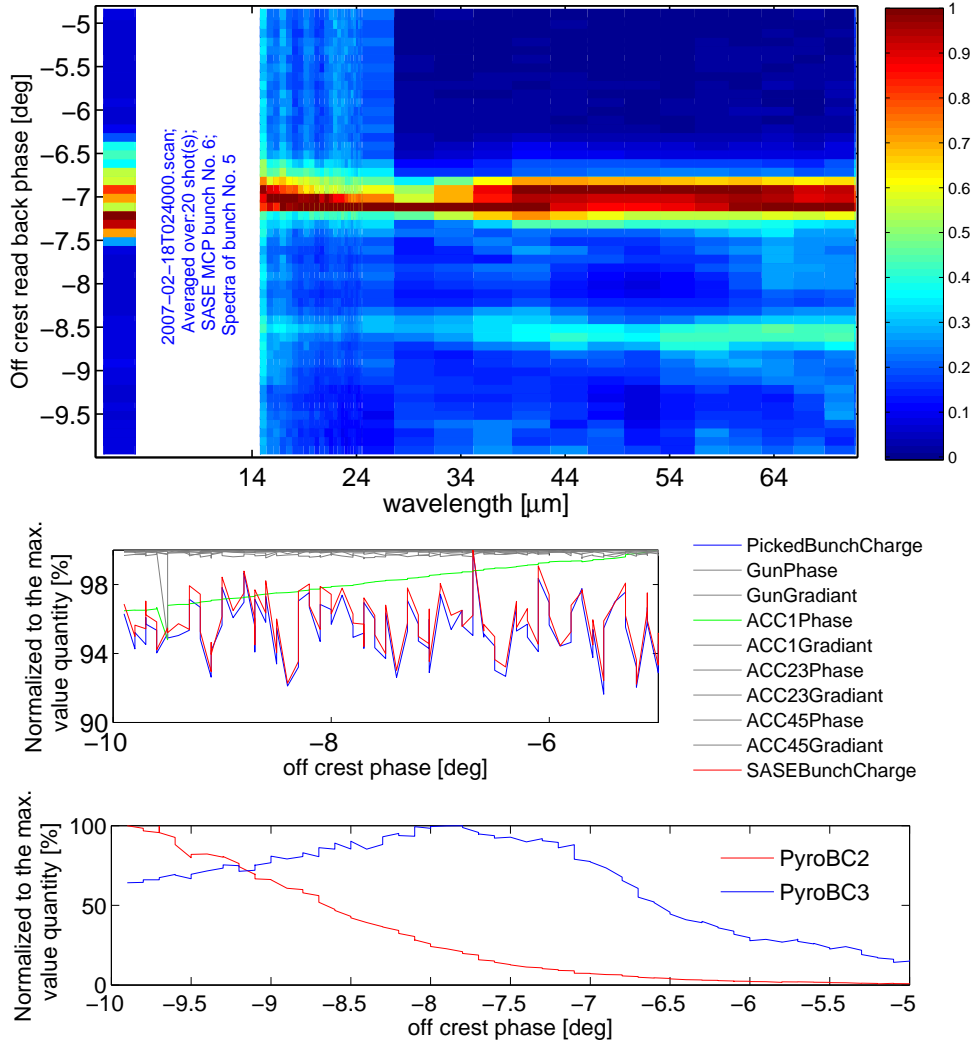 −5
−5.5
−6
−6.5
−7
−7.5
−8
−8.5
−9
−9.5
Off crest read back phase [deg]
2007−02−18T024000.scan;
Averaged over:20 shot(s);
SASE MCP bunch No. 6;
Spectra of bunch No. 5
14 24 34 44 54 64
wavelength [μm]
1
0.9
0.8
0.7
0.6
0.5
0.4
0.3
0.2
0.1
0
Normalized to the max.
value quantity [%]
98
94
90
−10 −8 −6
off crest phase [deg]
PickedBunchCharge
GunPhase
GunGradiant
ACC1Phase
ACC1Gradiant
ACC23Phase
ACC23Gradiant
ACC45Phase
ACC45Gradiant
SASEBunchCharge
Normalized to the max.
value quantity [%]
100
50
0
−10 −9.5 −9 −8.5 −8 −7.5 −7 −6.5 −6 −5.5 −5
off crest phase [deg]
PyroBC2
PyroBC3